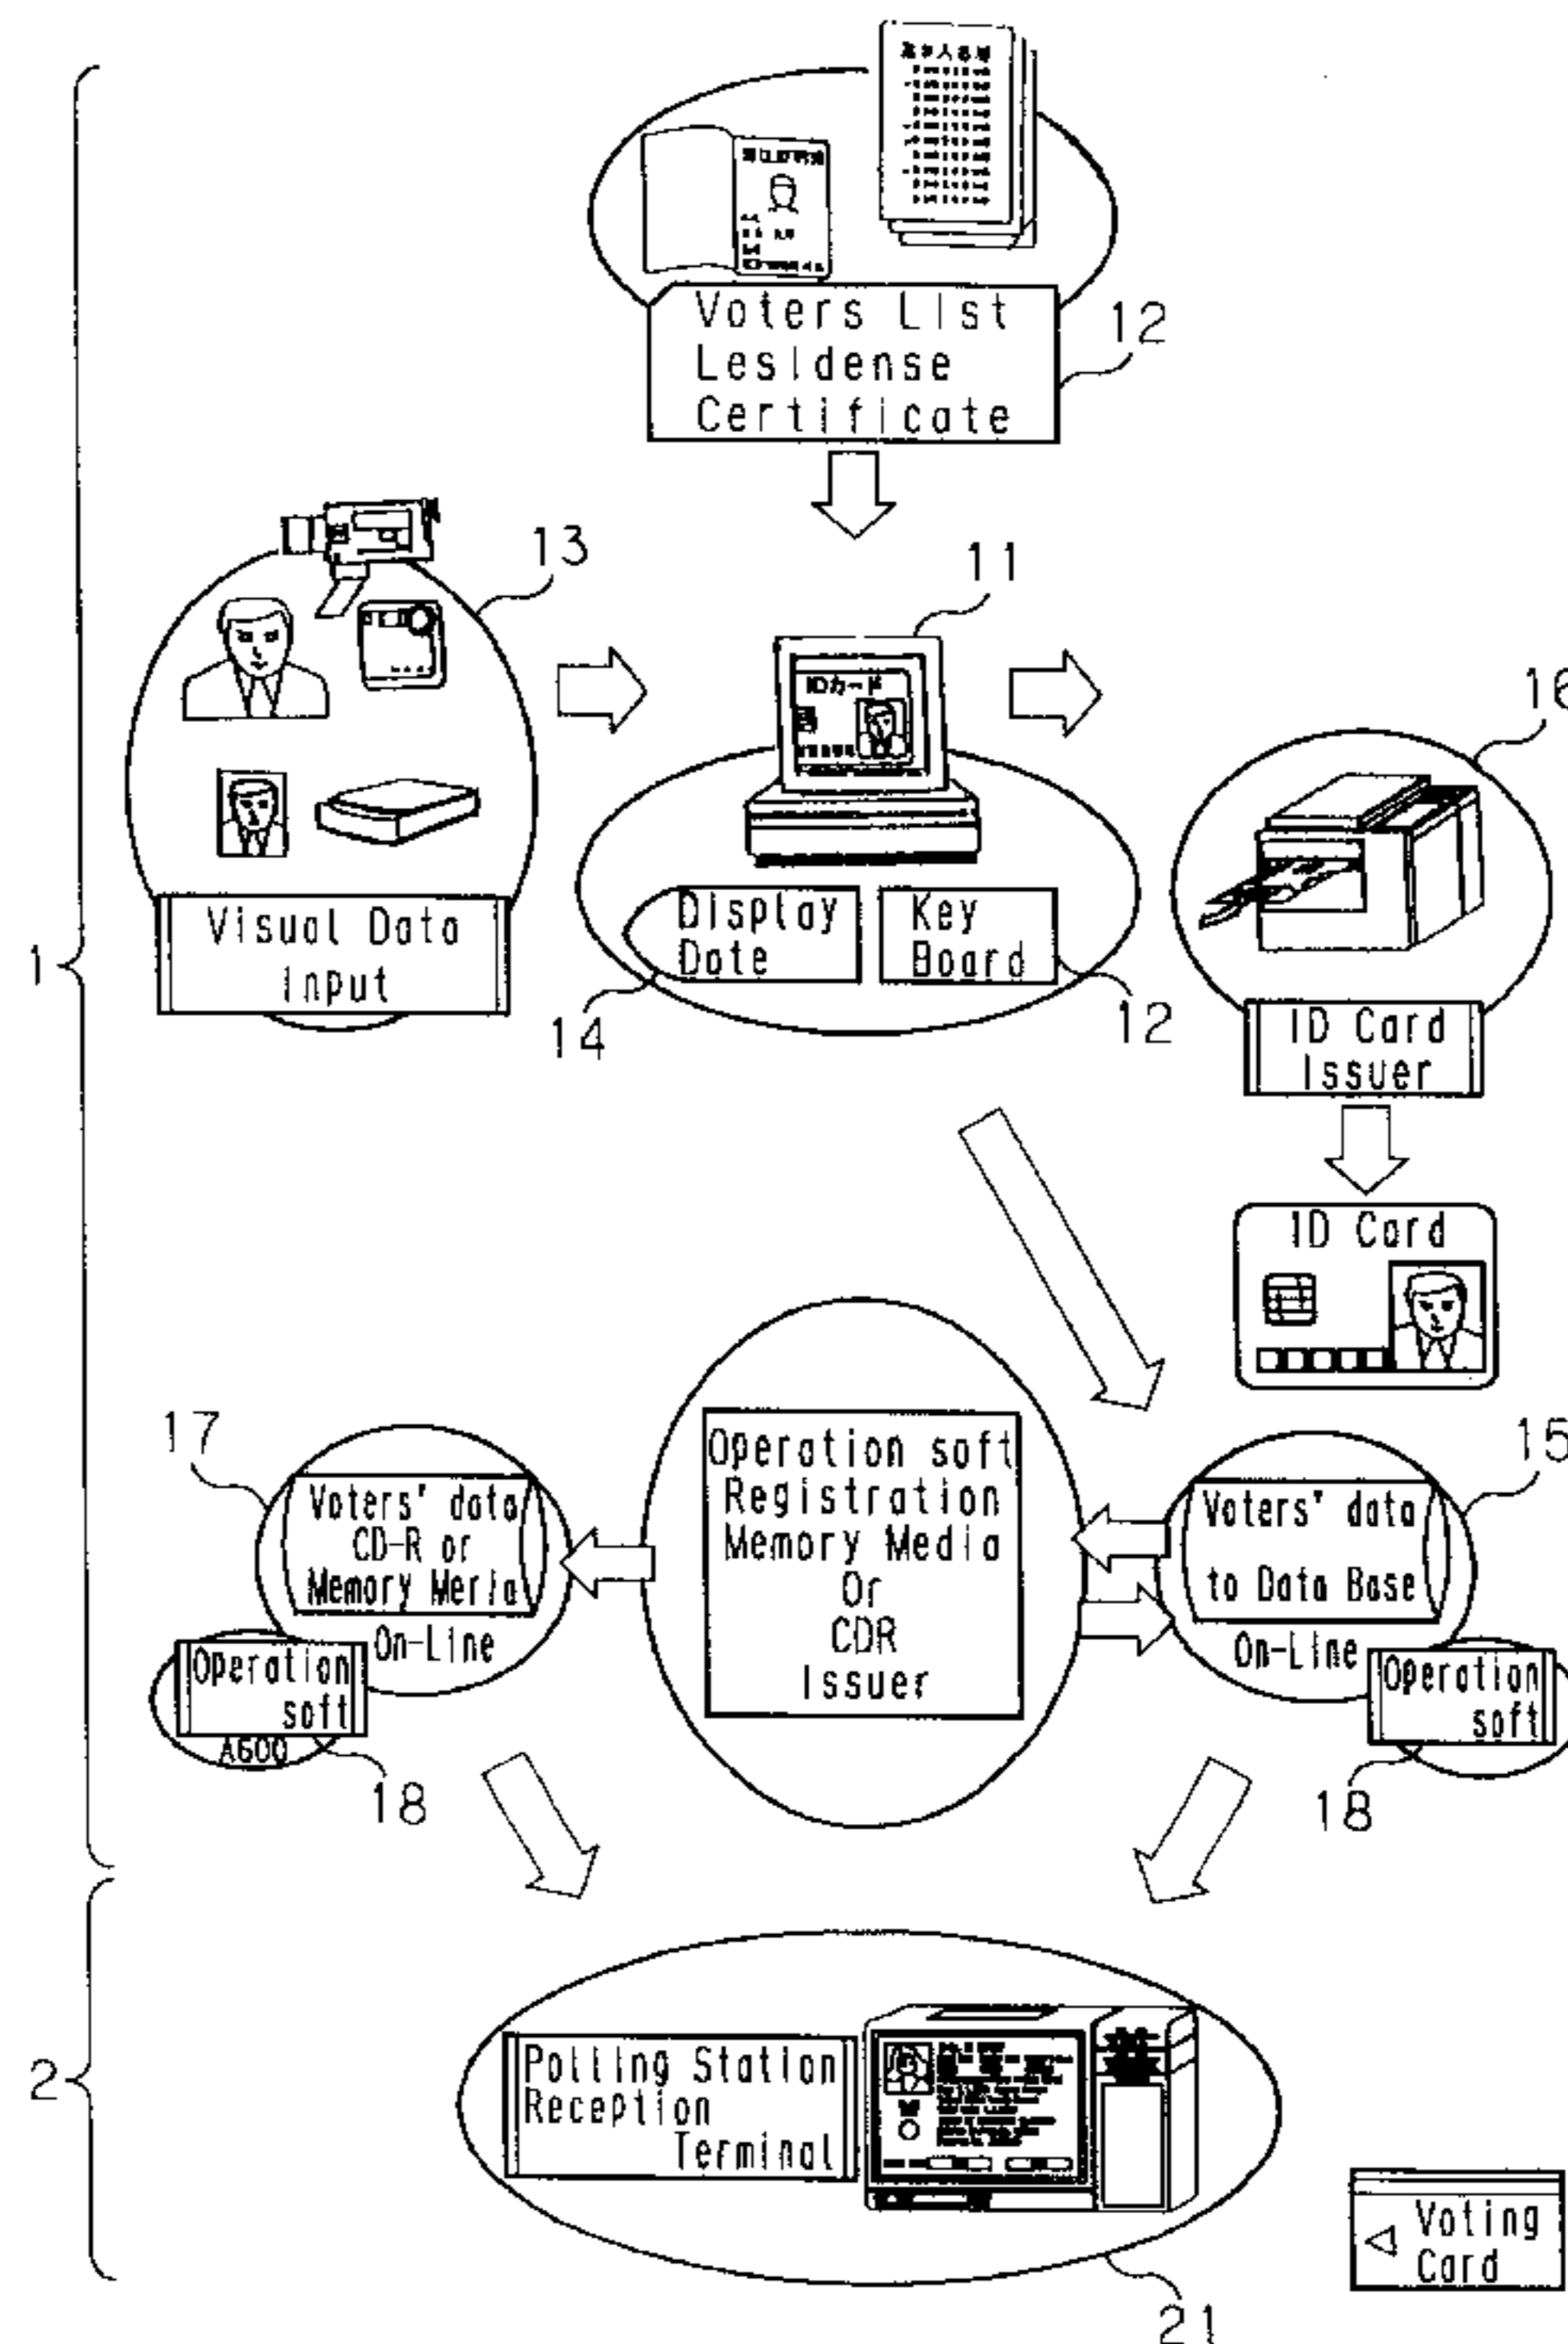 Voters List
Lesidense
Certificate
12
13
11
IDカード
16
Visual Data
Input
Display
Date
Key
Board
14
12
ID Card
Issuer
1
ID Card
17
15
Voters' data
CD-R or
Memory Meria
On-Line
Operation
soft
A600
18
Operation soft
Registration
Memory Media
Or
CDR
Issuer
Voters' data
to Data Base
On-Line
Operation
soft
18
2
Polling Station
Reception
Terminal
Voting
Card
21